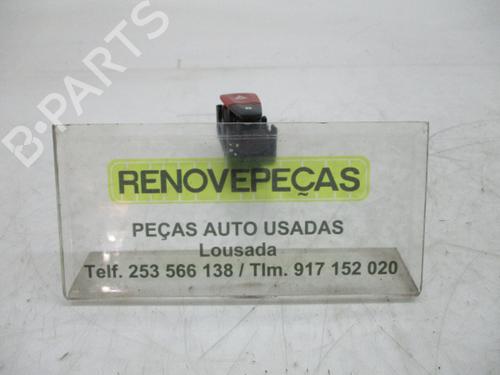 B-PARTS
RENOVEPEÇAS
PEÇAS AUTO USADAS
Lousada
Telf. 253 566 138 / Tlm. 917 152 020